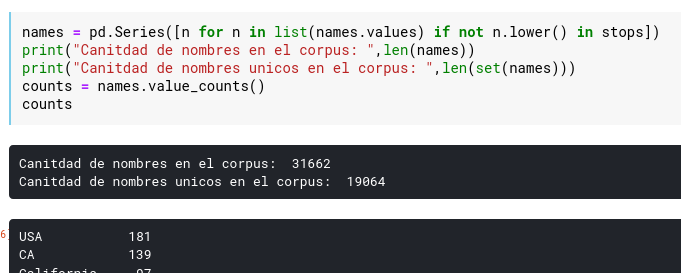 names = pd.Series([n for n in list(names.values) if not n.lower() in stops])
print("Canitdad de nombres en el corpus: ",len(names))
print("Canitdad de nombres unicos en el corpus: ",len(set(names)))
counts = names.value_counts()
counts
Canitdad de nombres en el corpus:  31662
Canitdad de nombres unicos en el corpus:  19064
6]
USA 181
CA 139
California 97